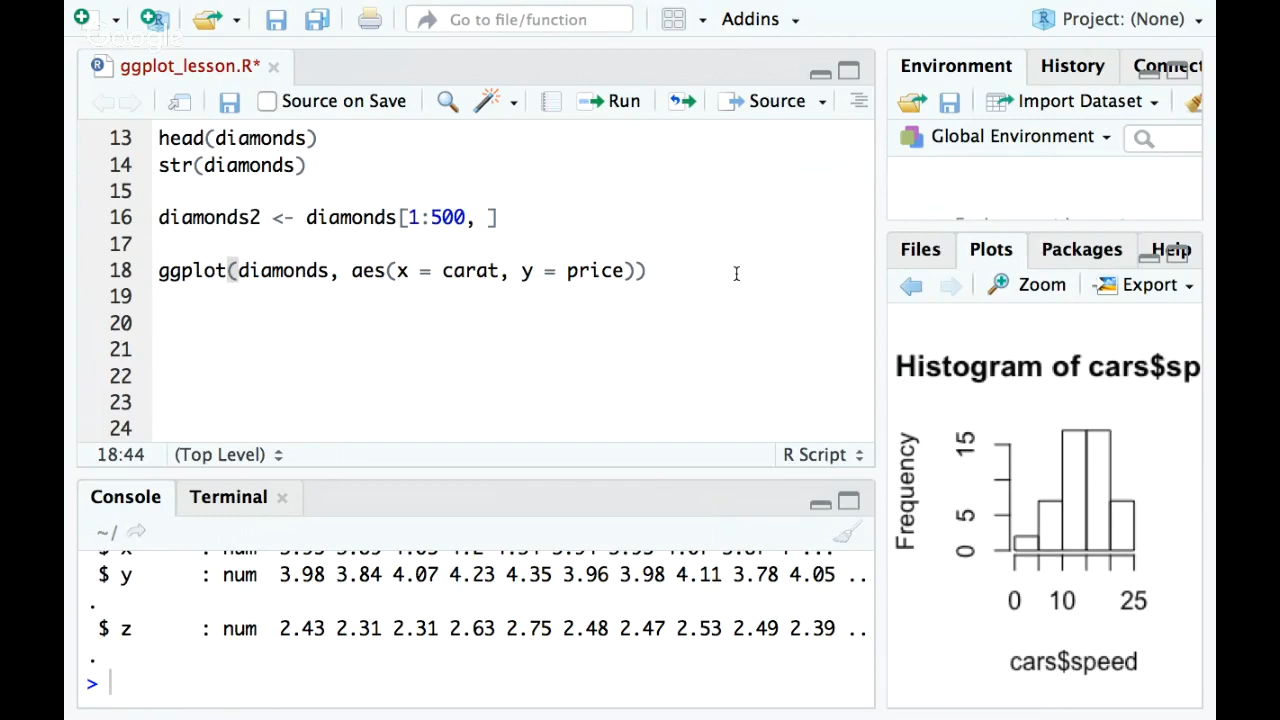 Go to file/function
Addins
Project: (None)
Google
ggplot_lesson.R*
Source on Save
Run
Source
13 head(diamonds)
14 str(diamonds)
15
16 diamonds2 <- diamonds[1:500, ]
17
18 ggplot(diamonds, aes(x = carat, y = price))
19
20
21
22
23
24
18:44
(Top Level)
R Script
Console
Terminal
~/
$ y : num 3.98 3.84 4.07 4.23 4.35 3.96 3.98 4.11 3.78 4.05 ..
.
$ z : num 2.43 2.31 2.31 2.63 2.75 2.48 2.47 2.53 2.49 2.39 ..
.
>
Environment
History
Connect
Import Dataset
Global Environment
Files
Plots
Packages
Help
Zoom
Export
Histogram of cars$sp
Frequency
0 5 15
0 10 25
cars$speed